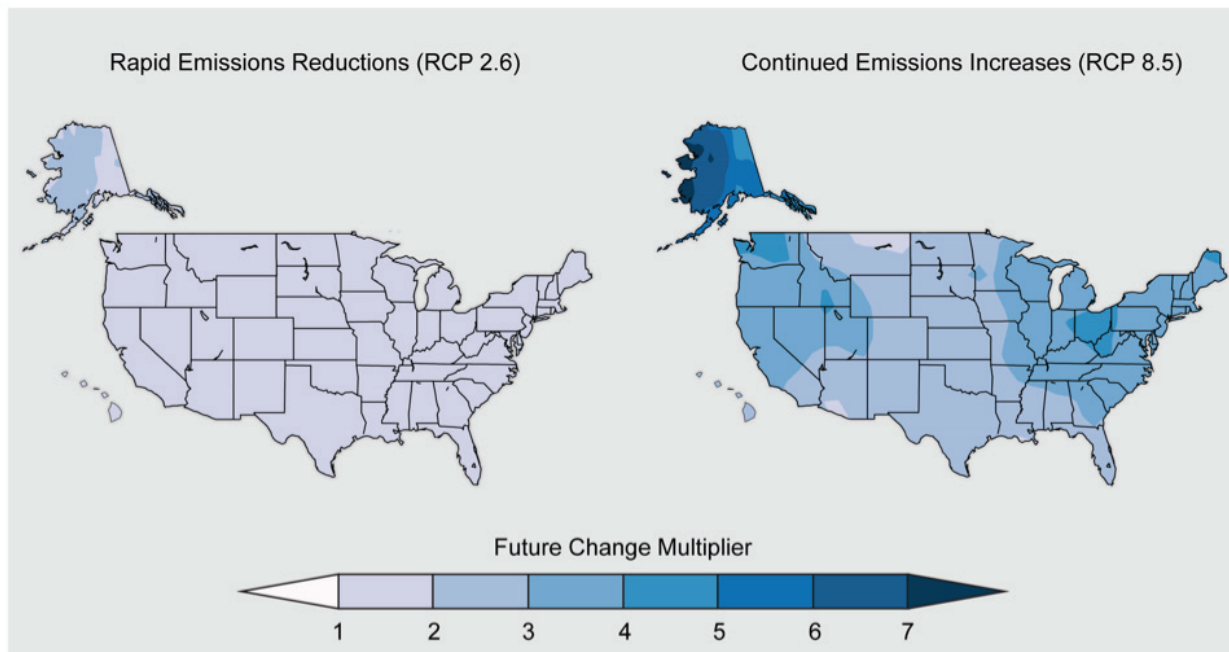 Rapid Emissions Reductions (RCP 2.6)
Continued Emissions Increases (RCP 8.5)
Future Change Multiplier
1 2 3 4 5 6 7